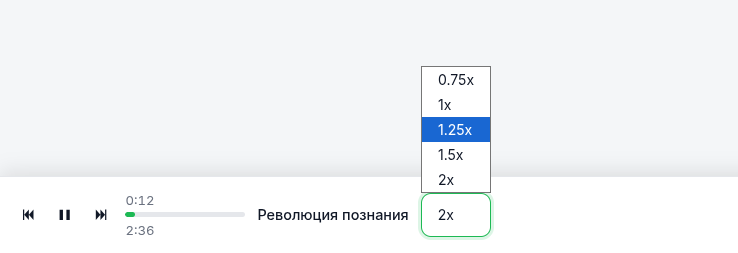 0.75x
1x
1.25x
1.5x
2x
0:12
Революция познания
2x
2:36